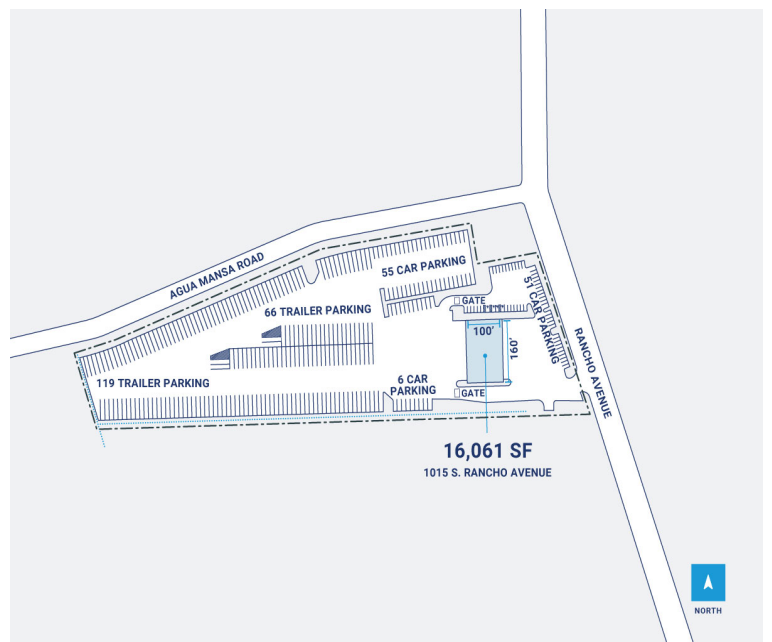 AGUA MANSA ROAD
55 CAR PARKING
51 CAR PARKING
GATE
66 TRAILER PARKING
100'
160'
RANCHO AVENUE
119 TRAILER PARKING
6 CAR
PARKING
GATE
16,061 SF
1015 S. RANCHO AVENUE
NORTH